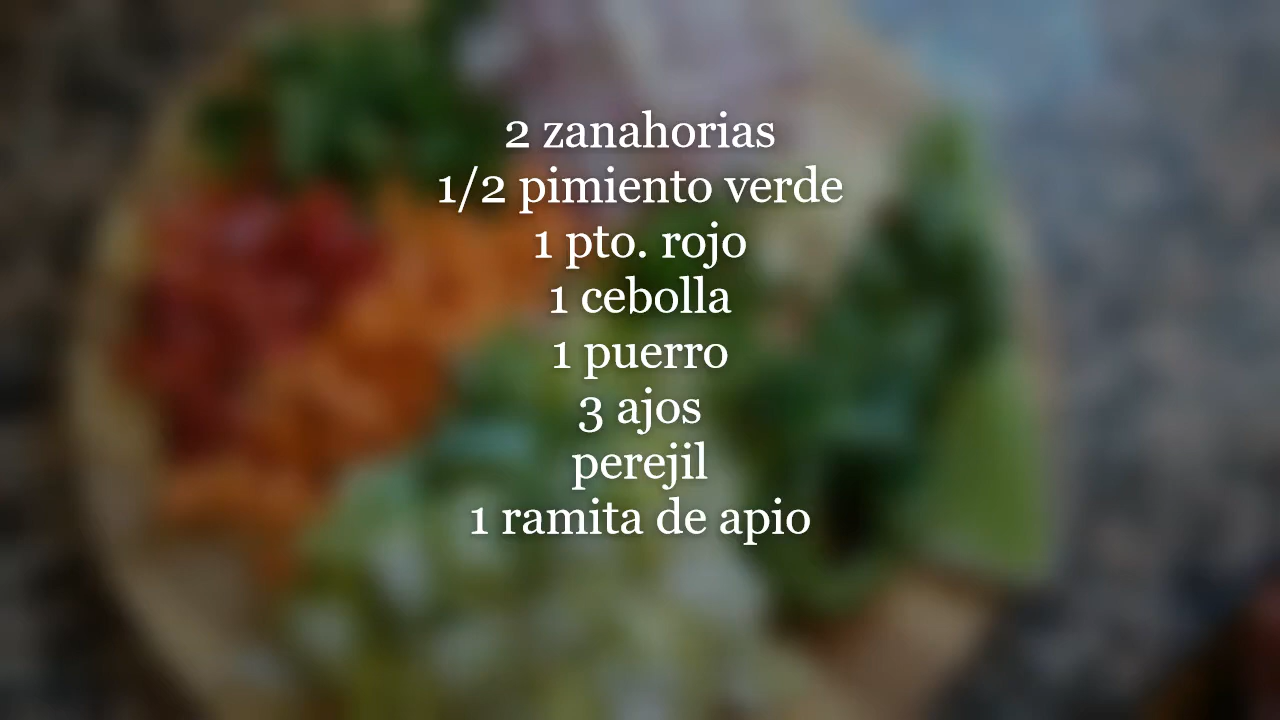 2 zanahorias
1/2 pimiento verde
1 pto. rojo
1 cebolla
1 puerro
3 ajos
perejil
1 ramita de apio